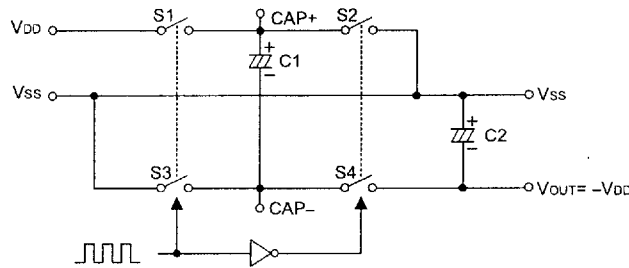 S1
CAP+
S2
VDD
+
C1
−
VSS
VSS
+
C2
−
S3
S4
CAP−
VOUT= −VDD